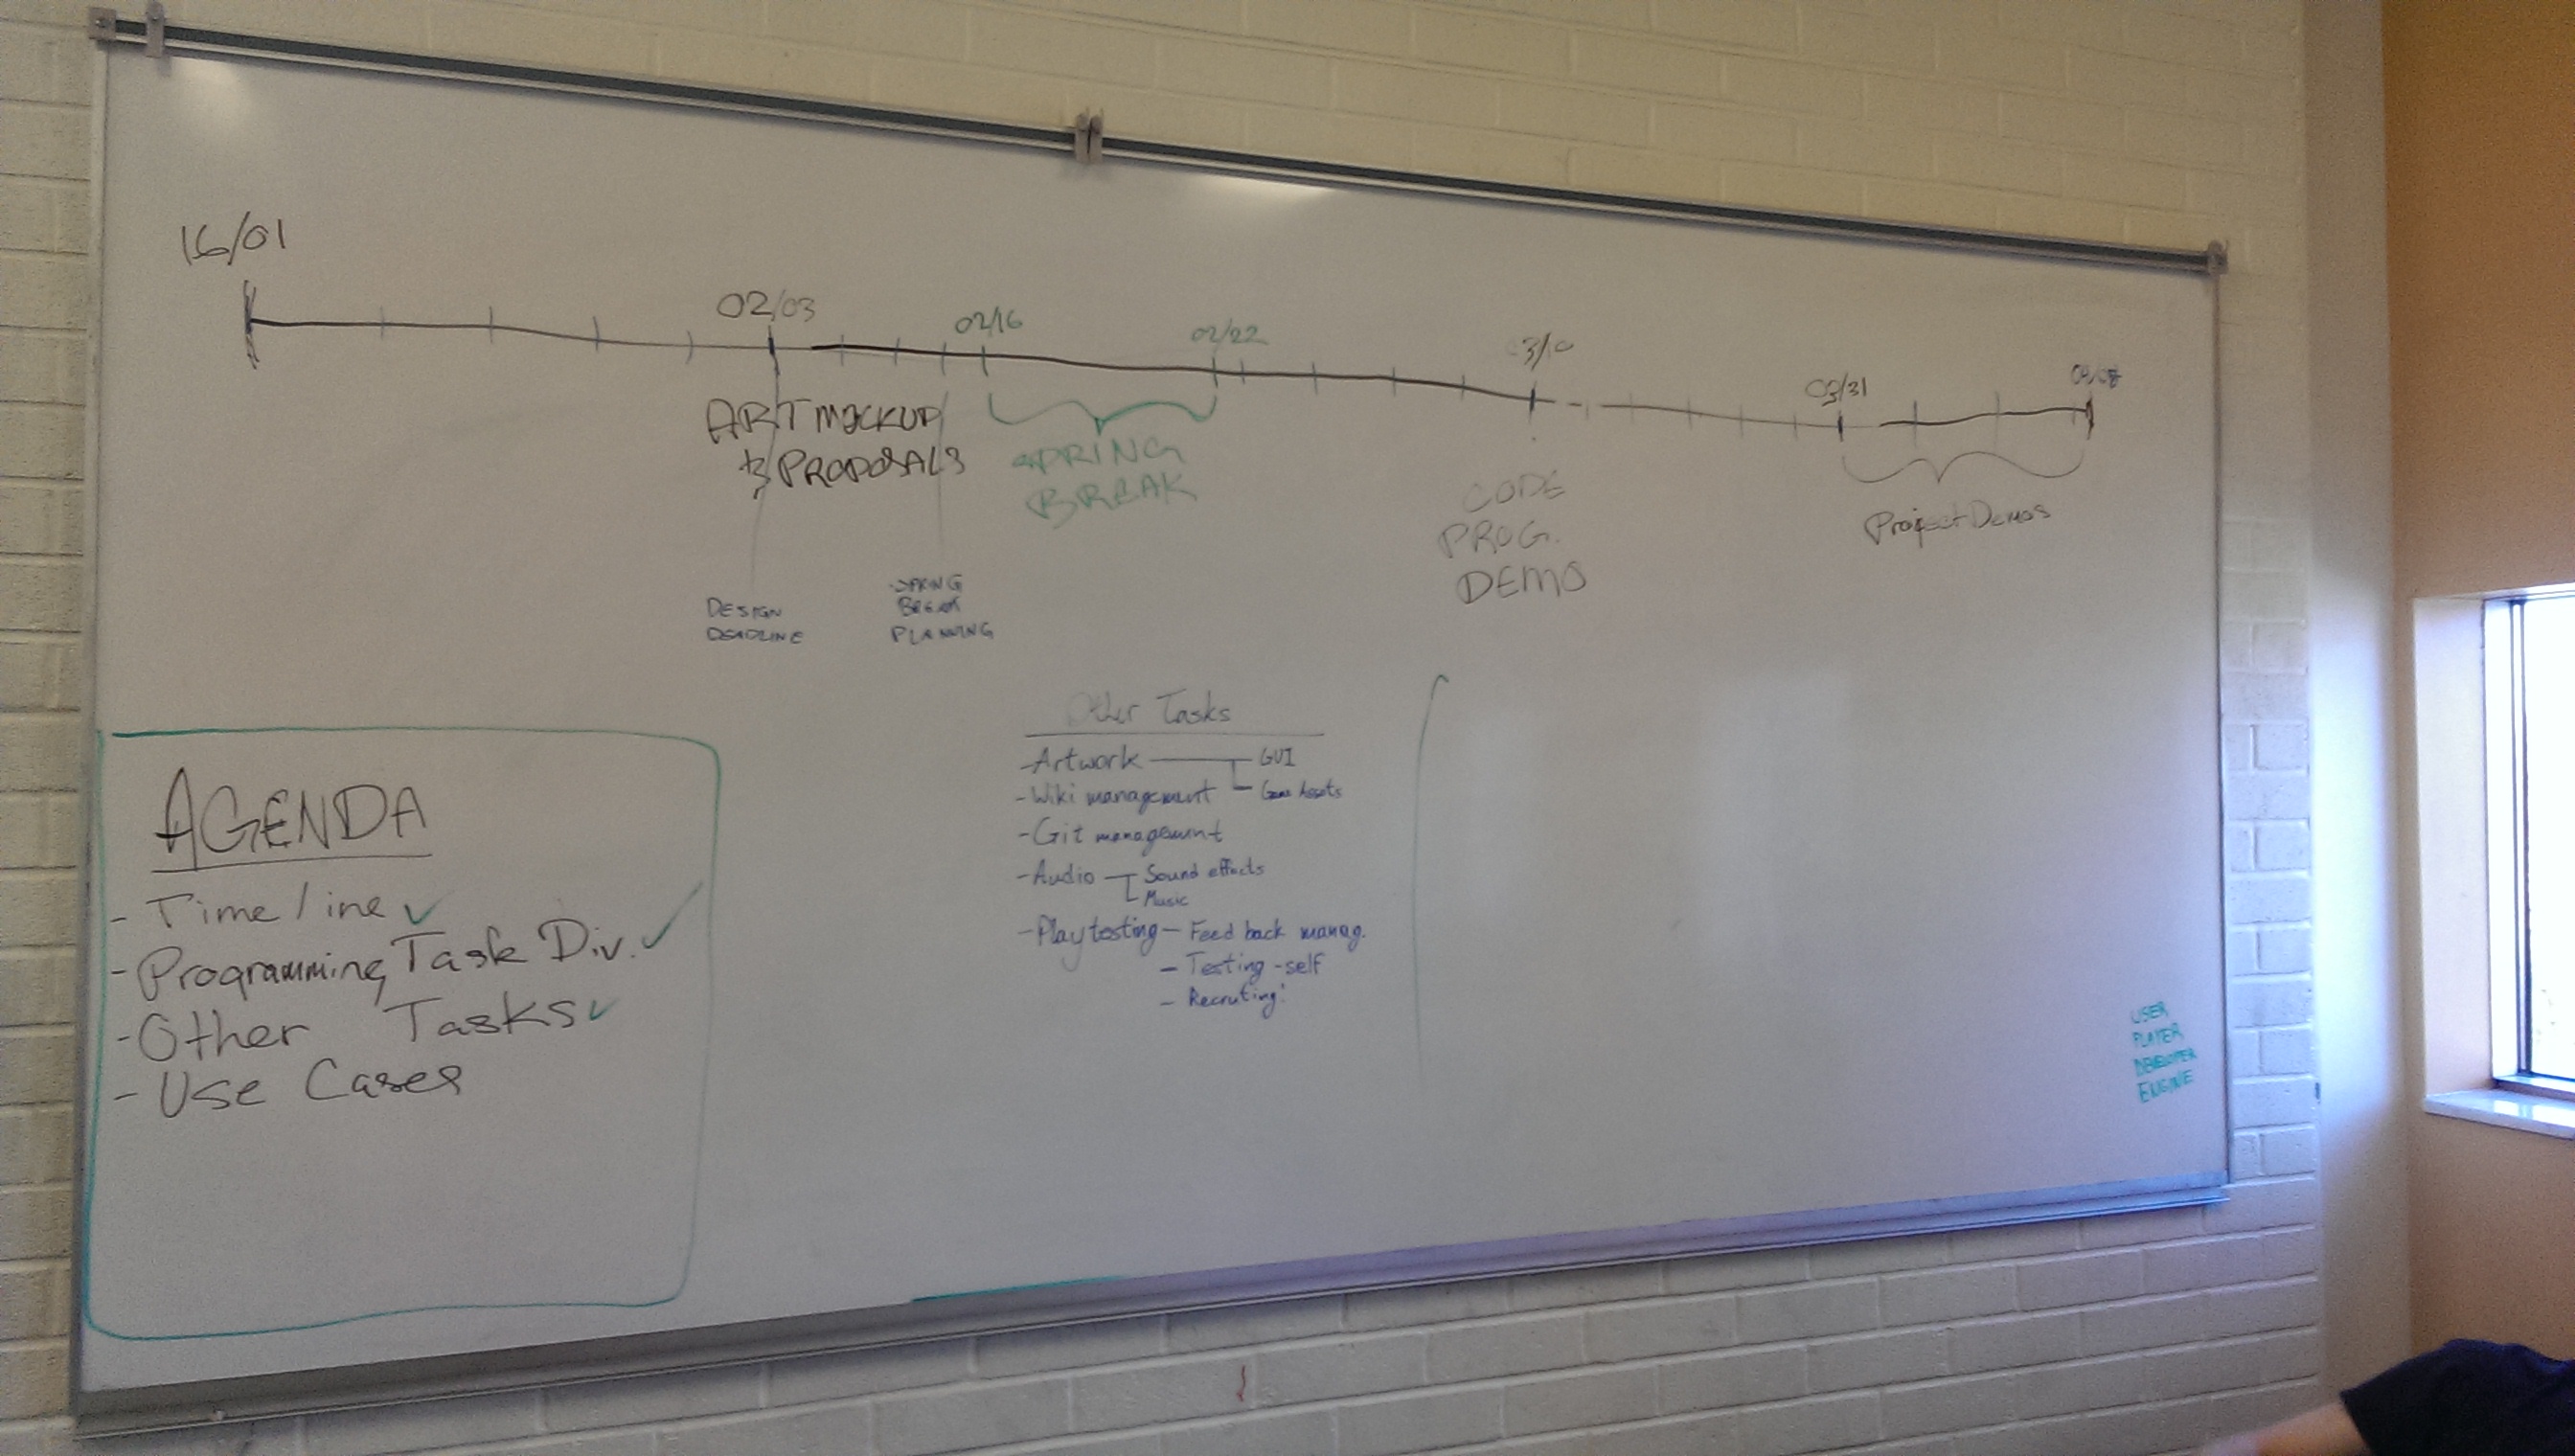 16/01
02/03
02/16
02/22
3/10
03/31
04/08
ART MOCKUP
& PROPOSALS
SPRING
BREAK
CODE
PROG.
DEMO
Project Demos
DESIGN
DEADLINE
SPRING
BREAK
PLANNING
Other Tasks
- Artwork GUI
- Wiki management Game Assets
- Git management
- Audio Sound effects
Music
- Playtesting - Feed back manag.
- Testing - self
- Recruting!
AGENDA
- Timeline ✓
- Programming Task Div. ✓
- Other Tasks ✓
- Use Cases
USER
PLAYER
DEVELOPER
ENGINE